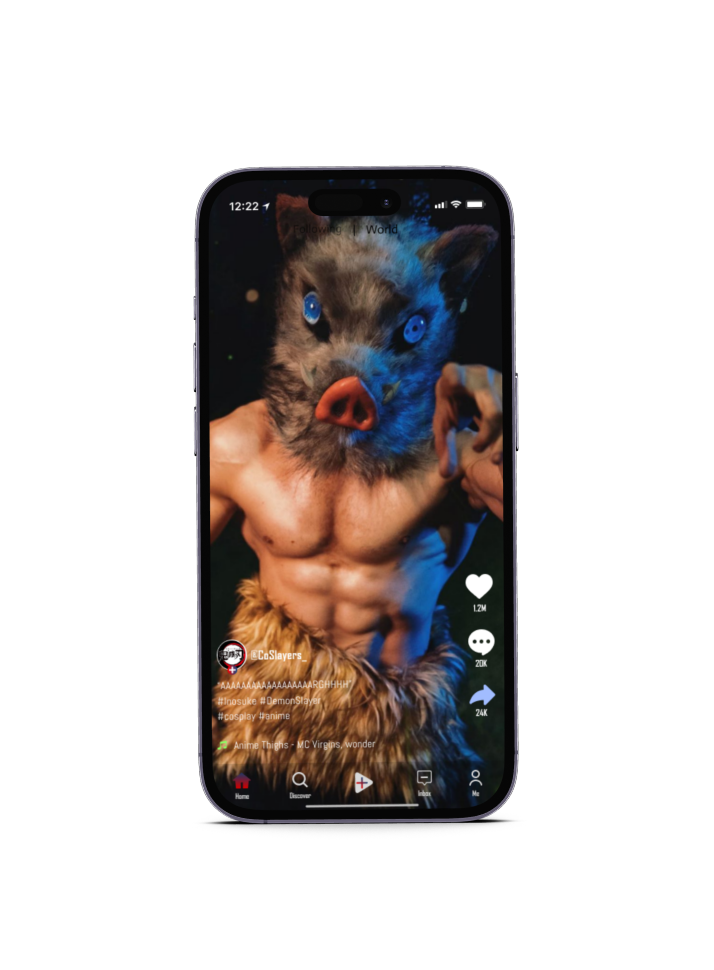 12:22
Following | World
1.2M
20K
24K
@CoSlayers_
"AAAAAAAAAAAAAAAAAARGHHHH"
#Inosuke #DemonSlayer
#cosplay #anime
Anime Thighs - MC Virgins, wonder
Home
Discover
Inbox
Me